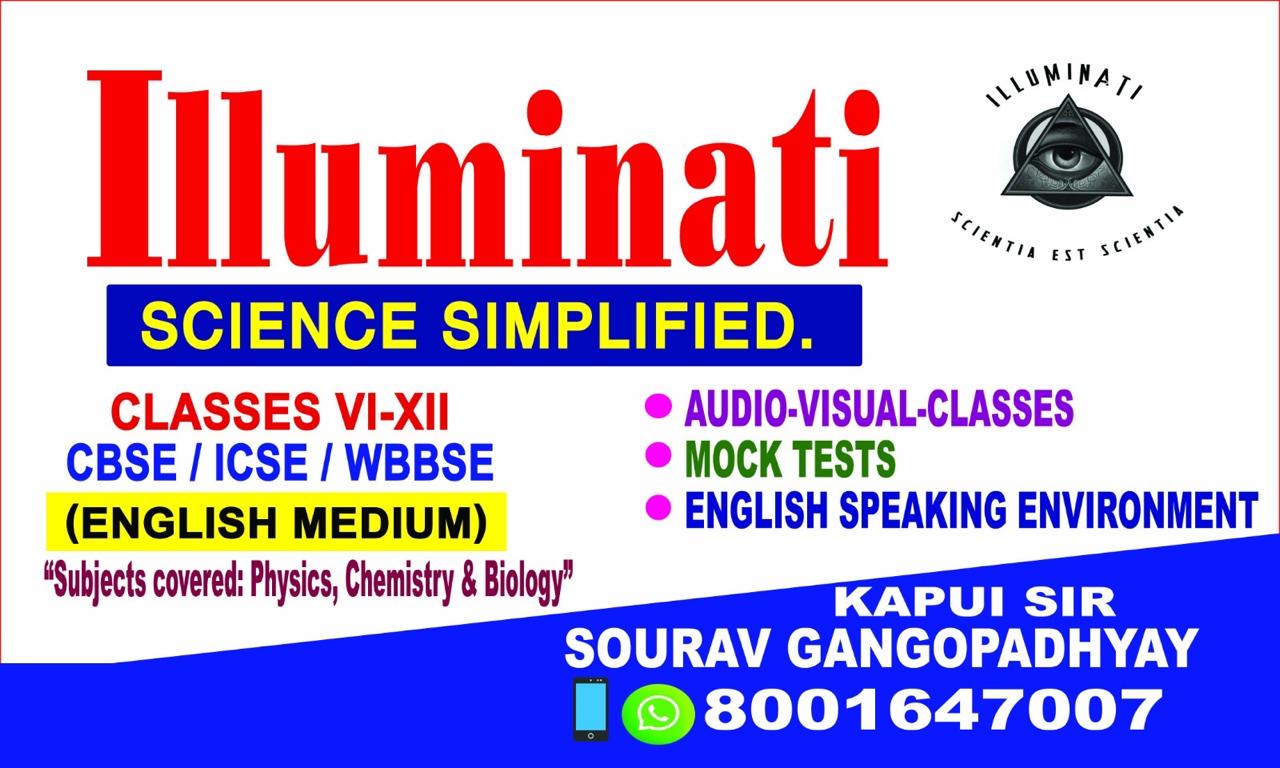 Illuminati
ILLUMINATI
SCIENTIA EST SCIENTIA
SCIENCE SIMPLIFIED.
CLASSES VI-XII
CBSE / ICSE / WBBSE
(ENGLISH MEDIUM)
“Subjects covered: Physics, Chemistry & Biology”
AUDIO-VISUAL-CLASSES
MOCK TESTS
ENGLISH SPEAKING ENVIRONMENT
KAPUI SIR
SOURAV GANGOPADHYAY
8001647007